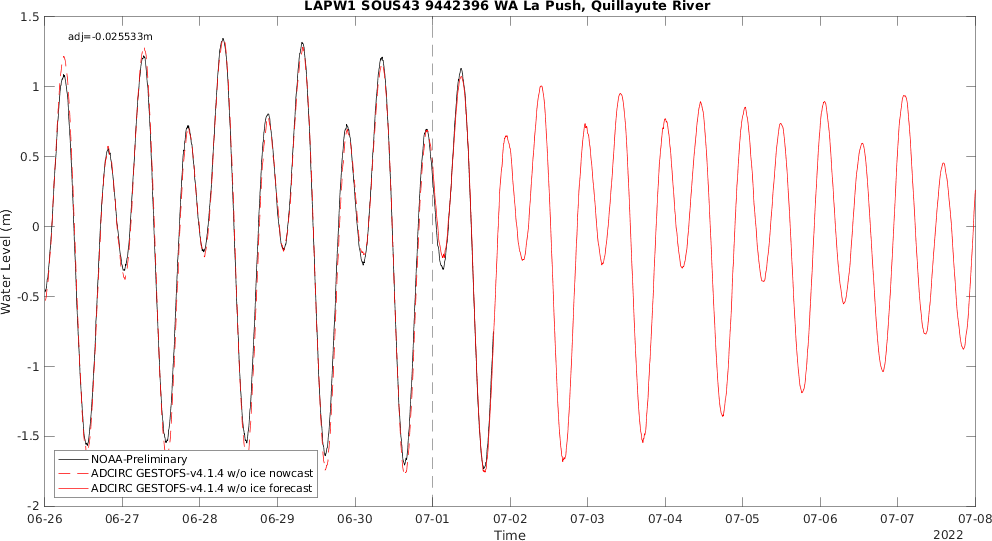 LAPW1 SOUS43 9442396 WA La Push, Quillayute River
adj=-0.025533m
1.5
1
0.5
0
-0.5
-1
-1.5
-2
Water Level (m)
NOAA-Preliminary
ADCIRC GESTOFS-v4.1.4 w/o ice nowcast
ADCIRC GESTOFS-v4.1.4 w/o ice forecast
06-26 06-27 06-28 06-29 06-30 07-01 07-02 07-03 07-04 07-05 07-06 07-07 07-08
Time
2022